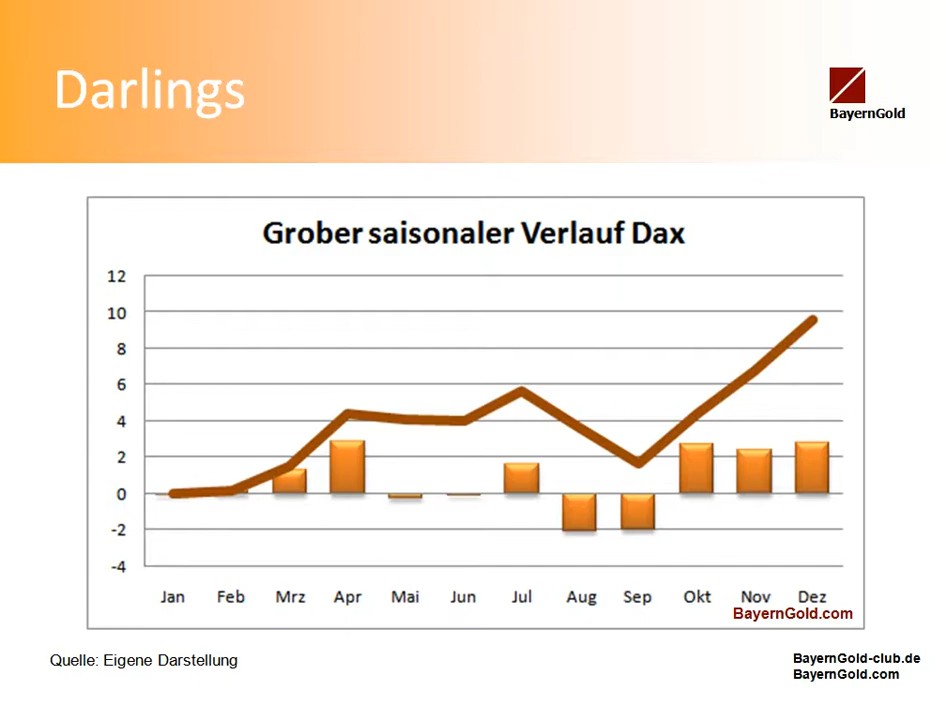 Darlings
BayernGold
Grober saisonaler Verlauf Dax
12
10
8
6
4
2
0
-2
-4
Jan Feb Mrz Apr Mai Jun Jul Aug Sep Okt Nov Dez
BayernGold.com
Quelle: Eigene Darstellung
BayernGold-club.de
BayernGold.com